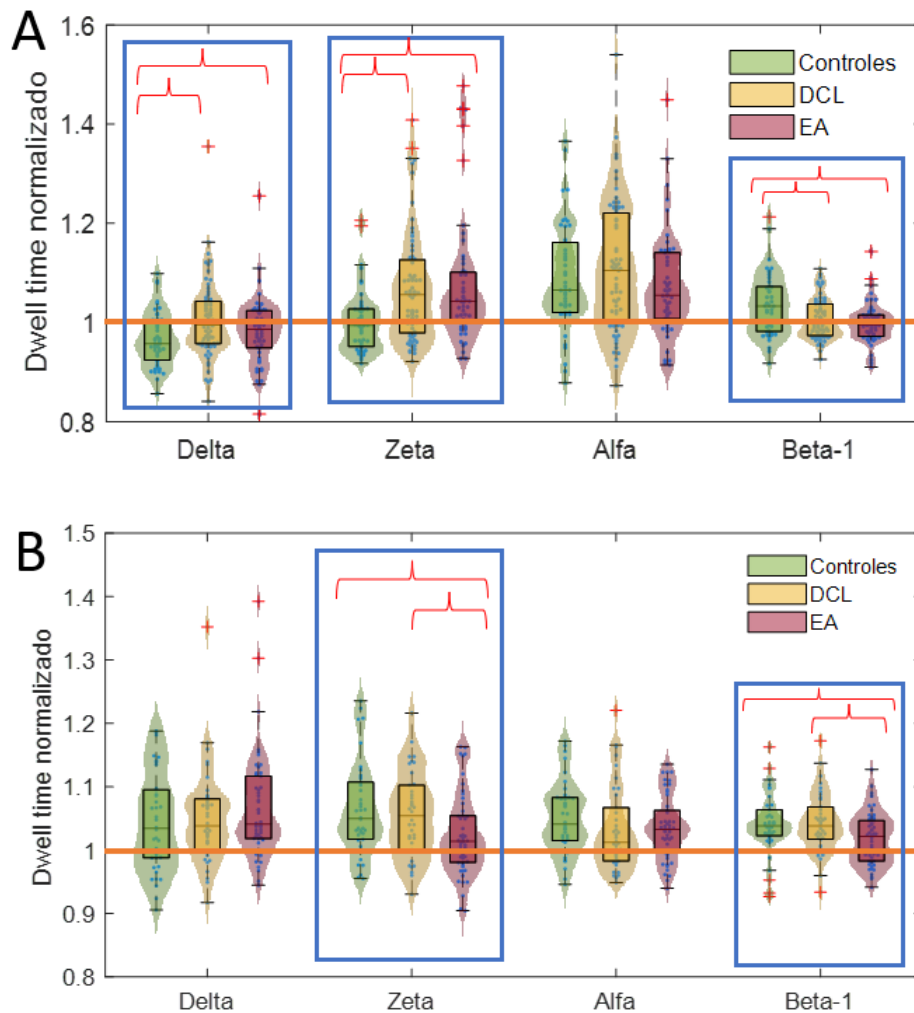 A
Dwell time normalizado
1.6
1.4
1.2
1
0.8
Controles
DCL
EA
Delta
Zeta
Alfa
Beta-1
B
Dwell time normalizado
1.5
1.4
1.3
1.2
1.1
1
0.9
0.8
Controles
DCL
EA
Delta
Zeta
Alfa
Beta-1